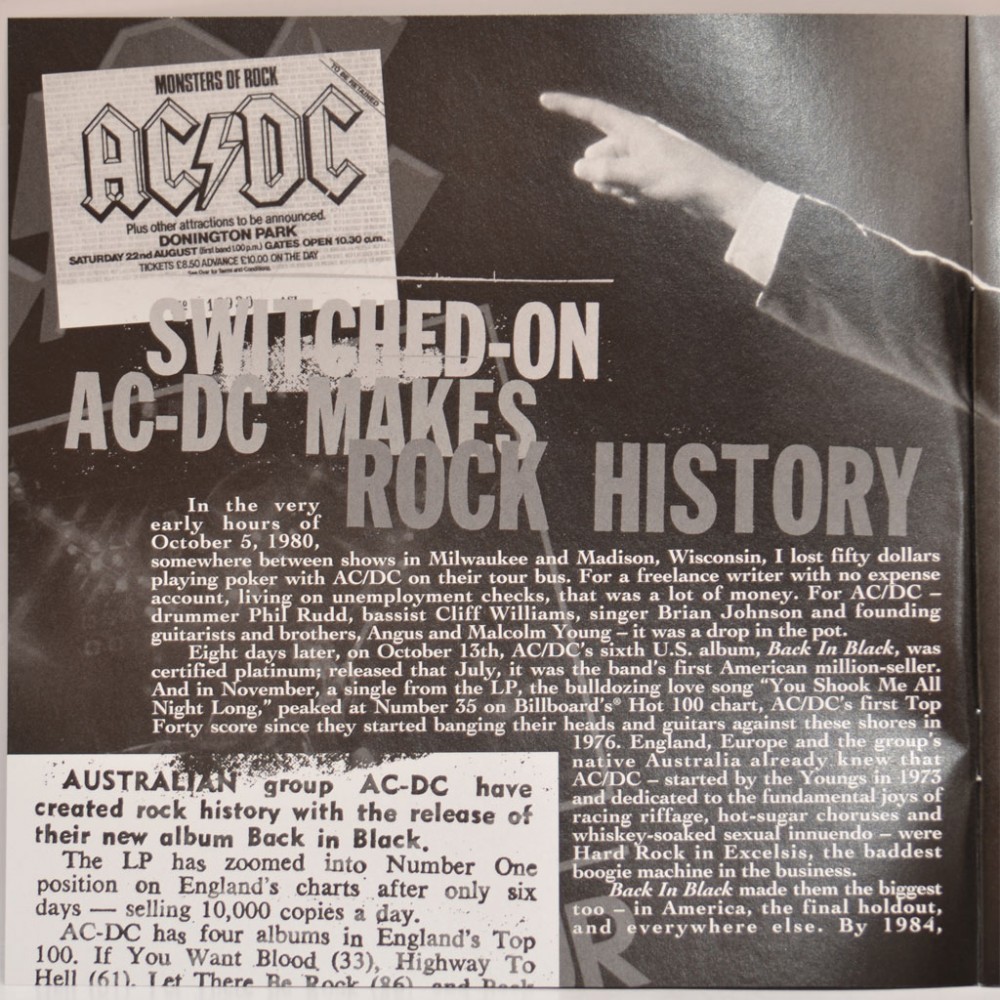 MONSTERS OF ROCK
TO BE RETAINED
AC/DC
Plus other attractions to be announced.
DONINGTON PARK
SATURDAY 22nd AUGUST (first band 1.00 p.m.) GATES OPEN 10.30 a.m.
TICKETS £8.50 ADVANCE £10.00 ON THE DAY
See Over for Terms and Conditions
SWITCHED-ON
AC-DC MAKES
ROCK HISTORY
In the very
early hours of
October 5, 1980,
somewhere between shows in Milwaukee and Madison, Wisconsin, I lost fifty dollars
playing poker with AC/DC on their tour bus. For a freelance writer with no expense
account, living on unemployment checks, that was a lot of money. For AC/DC –
drummer Phil Rudd, bassist Cliff Williams, singer Brian Johnson and founding
guitarists and brothers, Angus and Malcolm Young – it was a drop in the pot.
Eight days later, on October 13th, AC/DC's sixth U.S. album, Back In Black, was
certified platinum; released that July, it was the band's first American million-seller.
And in November, a single from the LP, the bulldozing love song “You Shook Me All
Night Long,” peaked at Number 35 on Billboard's® Hot 100 chart, AC/DC's first Top
Forty score since they started banging their heads and guitars against these shores in
1976. England, Europe and the group's
native Australia already knew that
AC/DC – started by the Youngs in 1973
and dedicated to the fundamental joys of
racing riffage, hot-sugar choruses and
whiskey-soaked sexual innuendo – were
Hard Rock in Excelsis, the baddest
boogie machine in the business.
Back In Black made them the biggest
too – in America, the final holdout,
and everywhere else. By 1984,
AUSTRALIAN group AC-DC have
created rock history with the release of
their new album Back in Black.
The LP has zoomed into Number One
position on England's charts after only six
days — selling 10,000 copies a day.
AC-DC has four albums in England's Top
100. If You Want Blood (33), Highway To
Hell (61), Let There Be Rock (86), and Rock